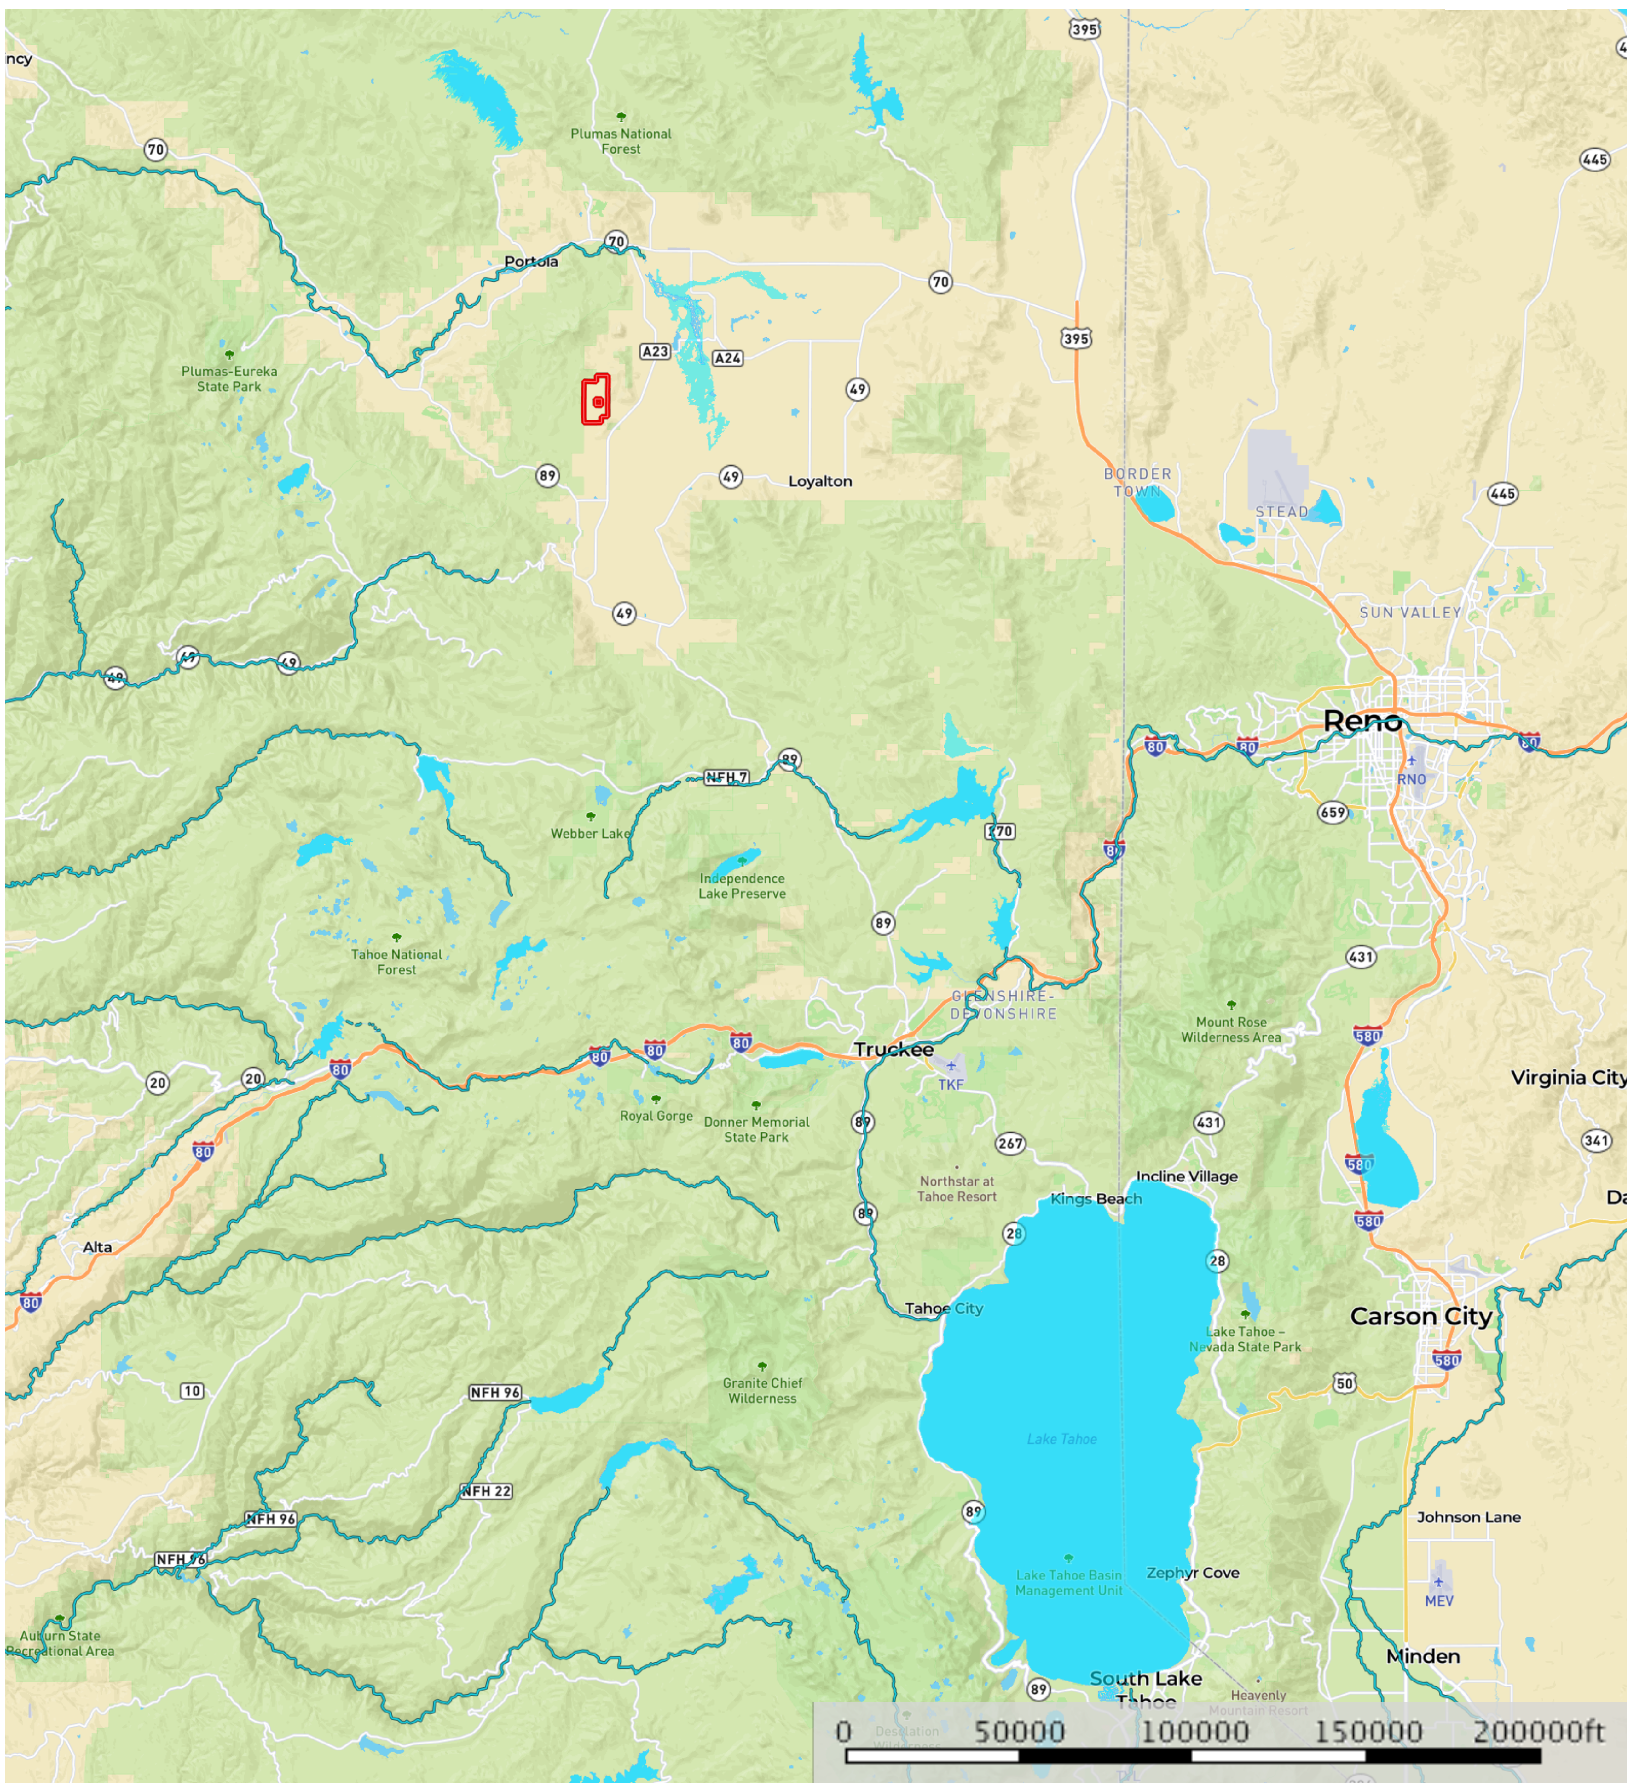 395
ncy
Plumas National
Forest
70
445
70
Portola
70
395
A23
A24
Plumas-Eureka
State Park
49
89
49
Loyalton
BORDER
TOWN
445
STEAD
49
SUN VALLEY
49
49
49
Reno
80
80
80
89
NFH 7
RNO
659
Webber Lake
270
80
Independence
Lake Preserve
89
Tahoe National
Forest
431
GLENSHIRE-
DEVONSHIRE
Mount Rose
Wilderness Area
580
80
80
80
Truckee
80
20
20
TKF
Virginia City
Royal Gorge
Donner Memorial
State Park
89
431
267
341
80
580
Northstar at
Tahoe Resort
Incline Village
Kings Beach
Da
89
28
580
Alta
28
80
Tahoe City
Carson City
Lake Tahoe –
Nevada State Park
580
Granite Chief
Wilderness
10
NFH 96
50
Lake Tahoe
NFH 22
89
NFH 96
Johnson Lane
NFH 96
Lake Tahoe Basin
Management Unit
Zephyr Cove
MEV
Auburn State
Recreational Area
Minden
South Lake
Tahoe
89
Heavenly
Mountain Resort
Desolation
Wilderness
0 50000 1000000 150000 200000ft
TVL